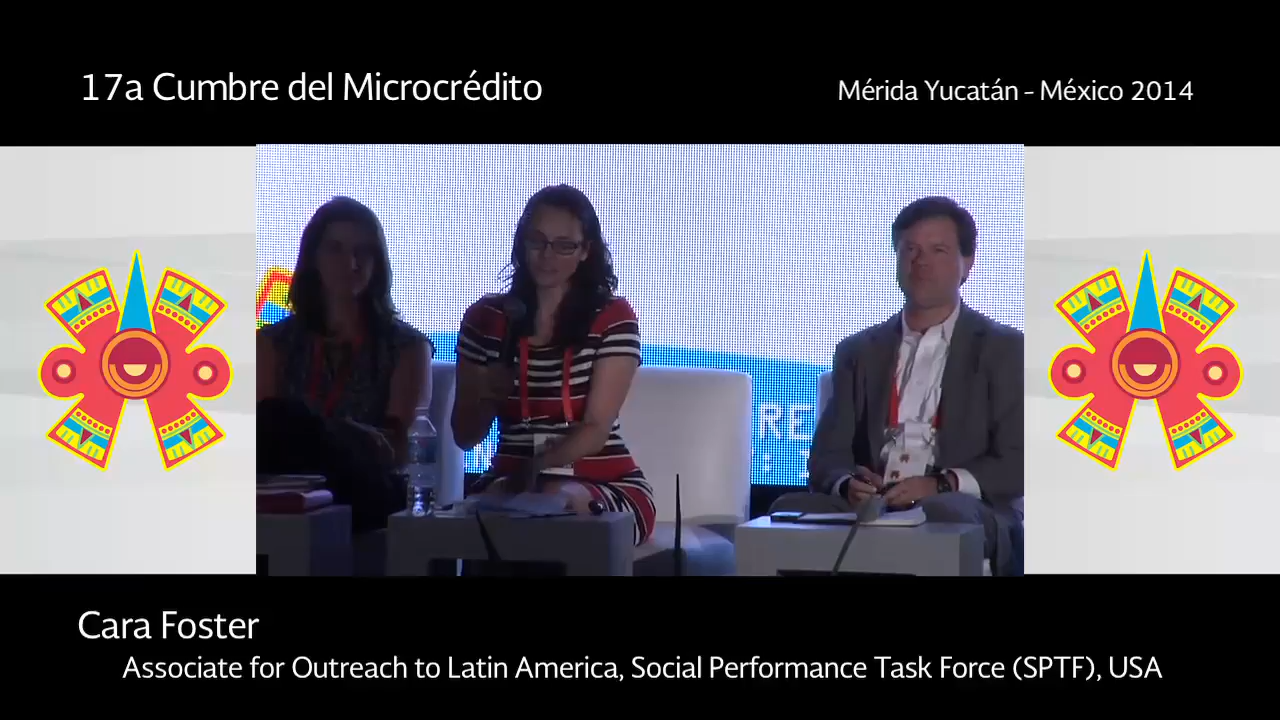 17a Cumbre del Microcrédito
Mérida Yucatán - México 2014
RE
Cara Foster
Associate for Outreach to Latin America, Social Performance Task Force (SPTF), USA